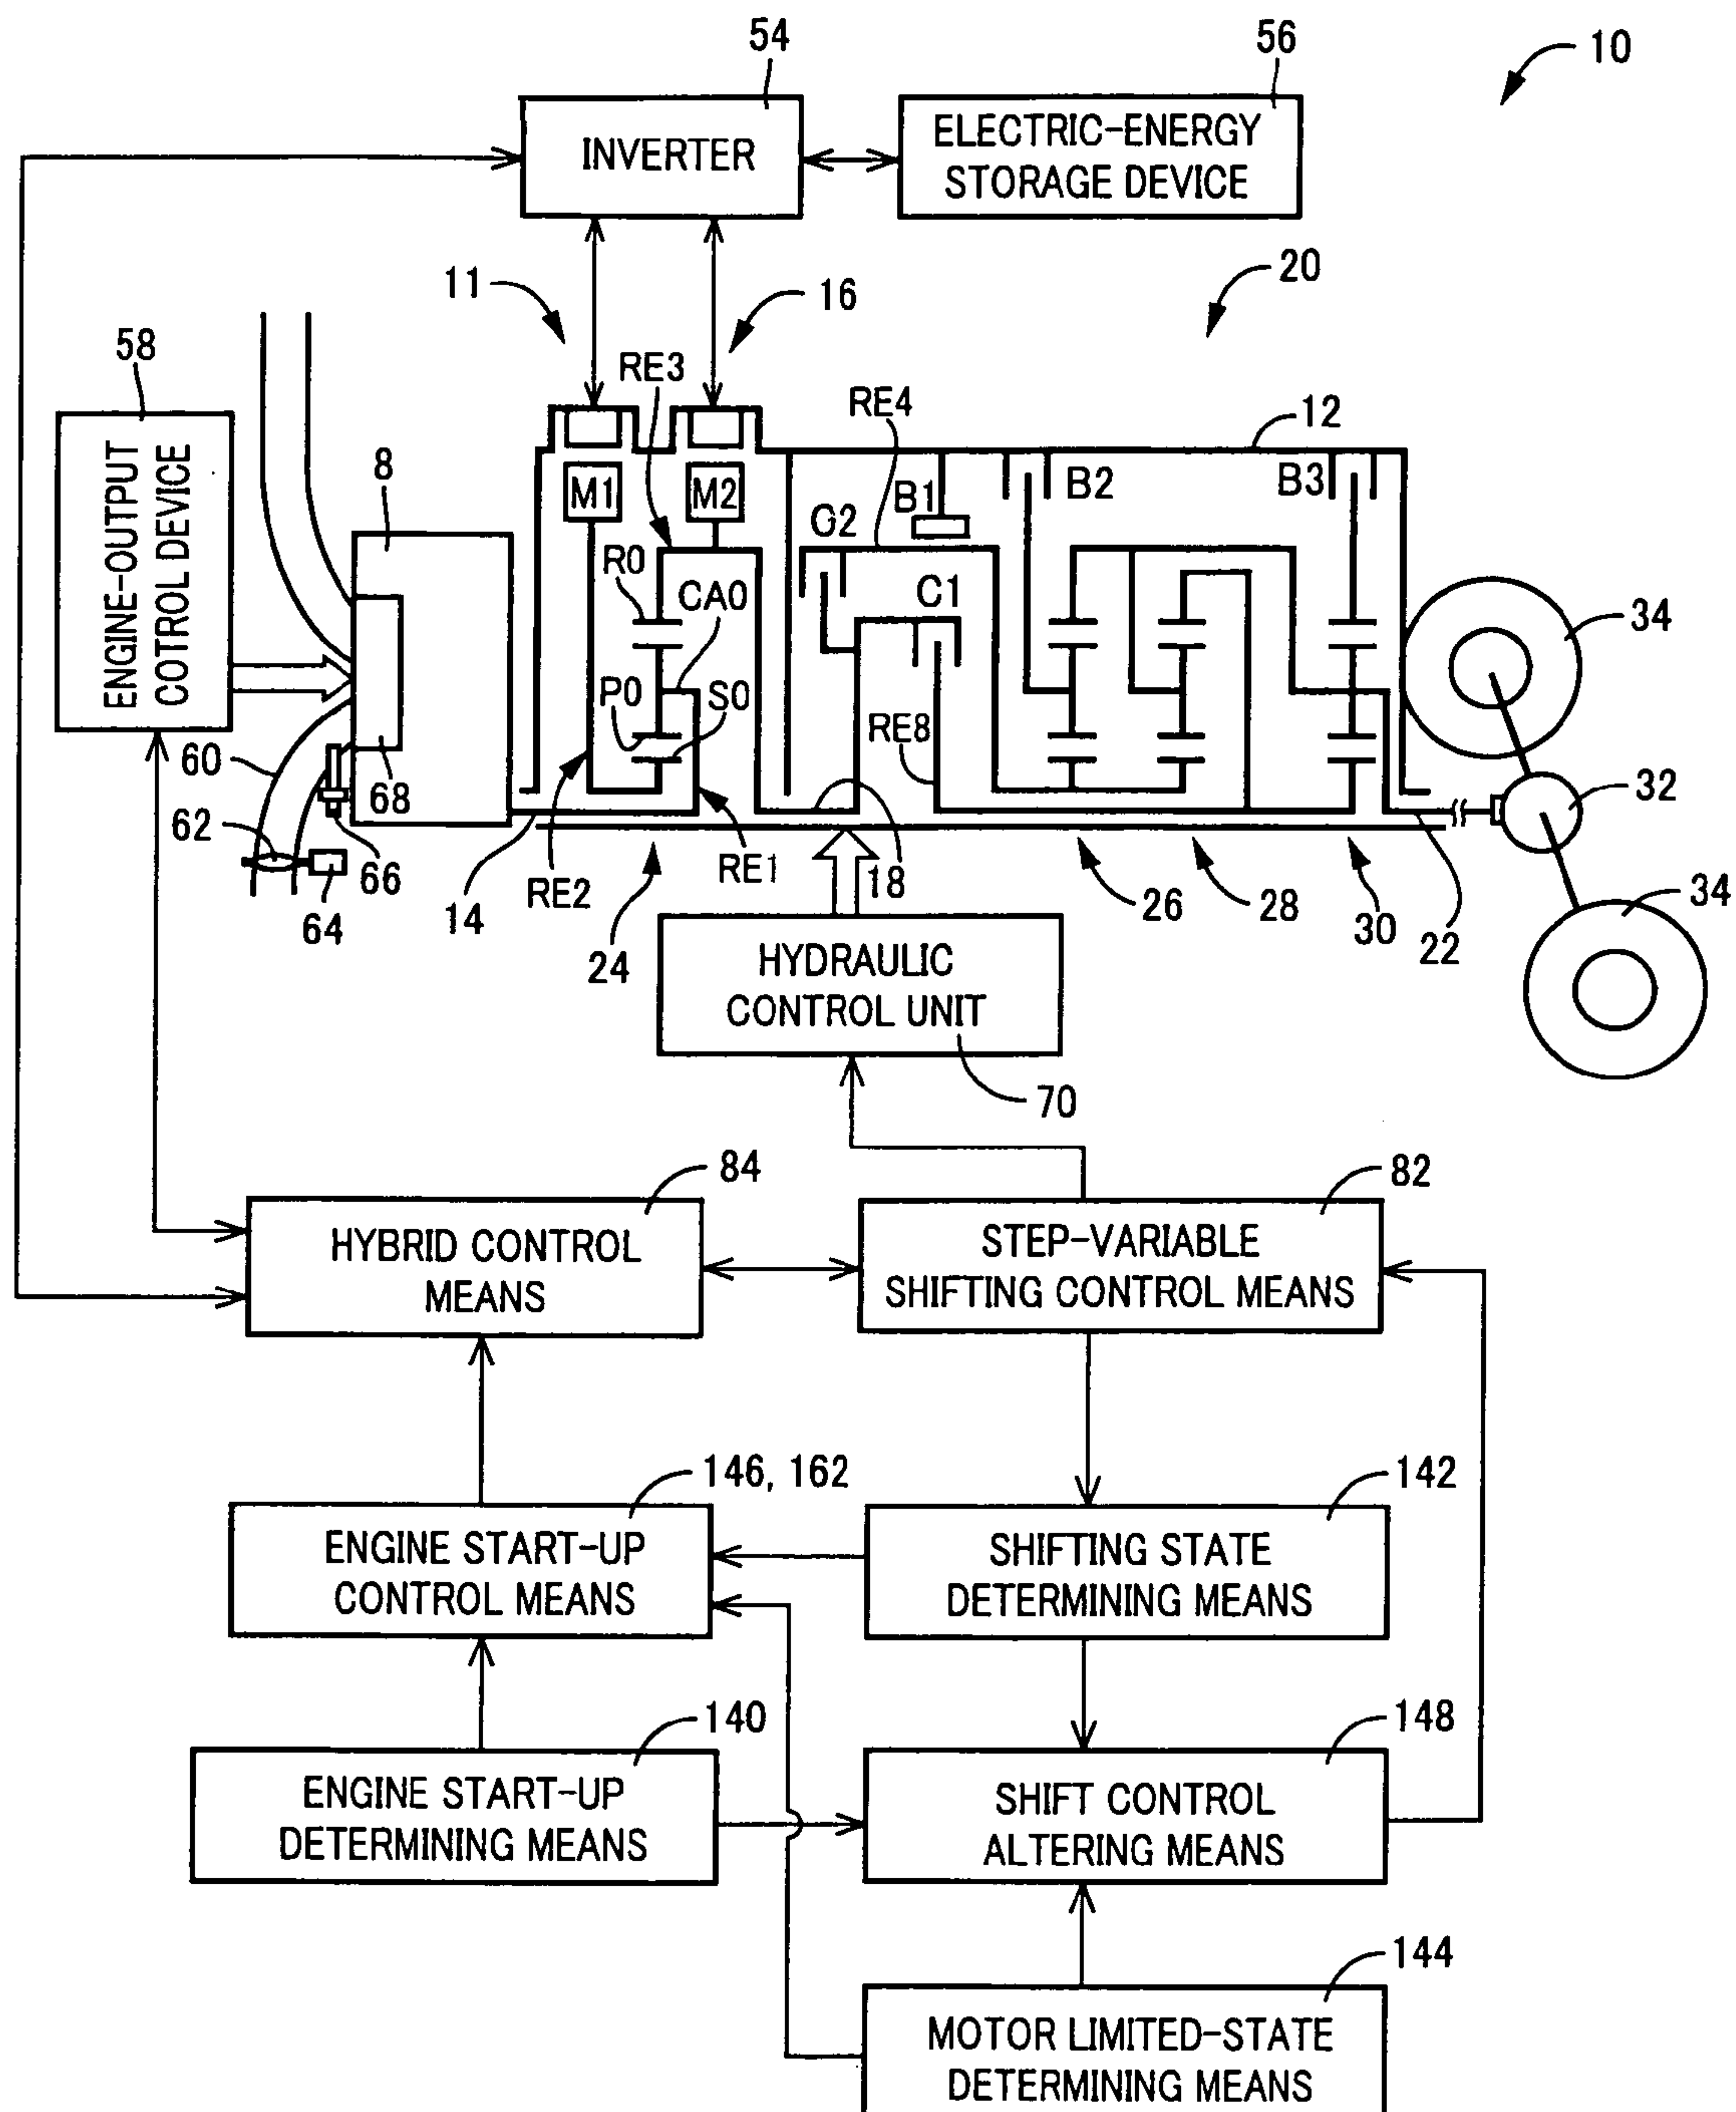 54
56
10
INVERTER
ELECTRIC-ENERGY
STORAGE DEVICE
11
16
20
58
RE3
RE4
12
ENGINE-OUTPUT
COTROL DEVICE
8
M1
M2
B1
B2
B3
C2
R0
CA0
C1
P0
S0
RE8
34
60
68
32
62
66
RE2
RE1
18
64
14
24
26
28
30
22
34
HYDRAULIC
CONTROL UNIT
70
84
82
HYBRID CONTROL
MEANS
STEP-VARIABLE
SHIFTING CONTROL MEANS
146, 162
142
ENGINE START-UP
CONTROL MEANS
SHIFTING STATE
DETERMINING MEANS
140
148
ENGINE START-UP
DETERMINING MEANS
SHIFT CONTROL
ALTERING MEANS
144
MOTOR LIMITED-STATE
DETERMINING MEANS